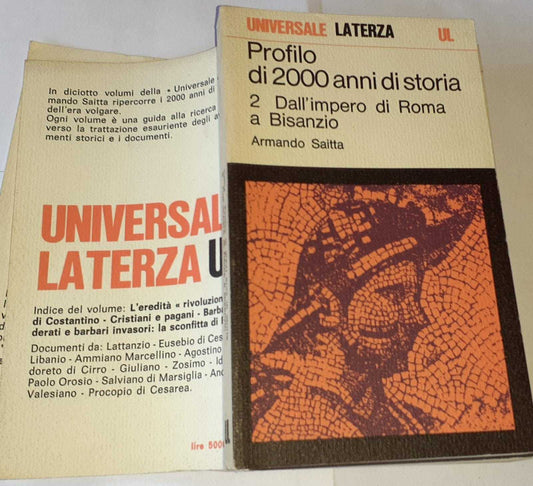 UNIVERSALE LATERZA UL
Profilo
di 2000 anni di storia
2 Dall'impero di Roma
a Bisanzio
Armando Saitta
In diciotto volumi della « Universale
mando Saitta ripercorre i 2000 anni di
dell'era volgare.
Ogni volume è una guida alla ricerca
verso la trattazione esauriente degli av
menti storici e i documenti.
UNIVERSAL
LATERZA U
Indice del volume: L'eredità « rivoluzion
di Costantino - Cristiani e pagani - Barba
derati e barbari invasori: la sconfitta di
Documenti da: Lattanzio - Eusebio di Ces
Libanio - Ammiano Marcellino - Agostino
doreto di Cirro - Giuliano - Zosimo - Id
Paolo Orosio - Salviano di Marsiglia - And
Valesiano - Procopio di Cesarea.
lire 500